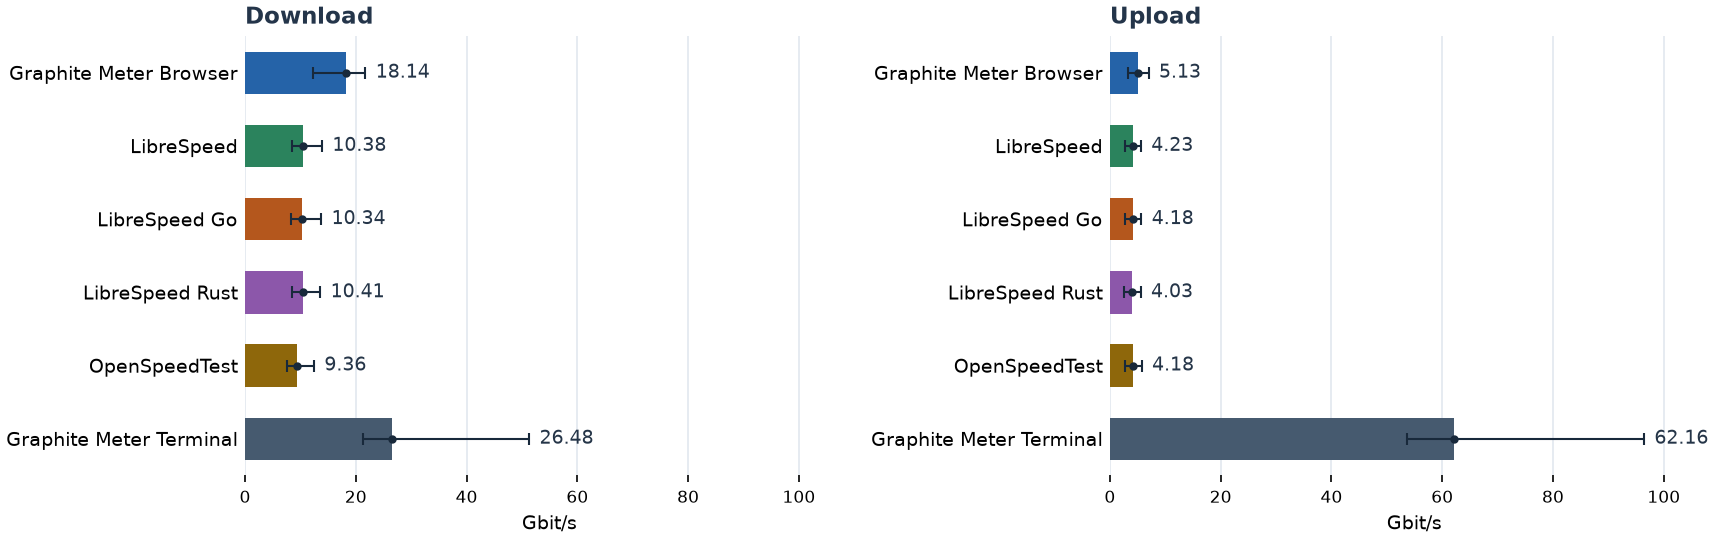 Download
Graphite Meter Browser
18.14
LibreSpeed
10.38
LibreSpeed Go
10.34
LibreSpeed Rust
10.41
OpenSpeedTest
9.36
Graphite Meter Terminal
26.48
0 20 40 60 80 100
Gbit/s
Upload
Graphite Meter Browser
5.13
LibreSpeed
4.23
LibreSpeed Go
4.18
LibreSpeed Rust
4.03
OpenSpeedTest
4.18
Graphite Meter Terminal
62.16
0 20 40 60 80 100
Gbit/s